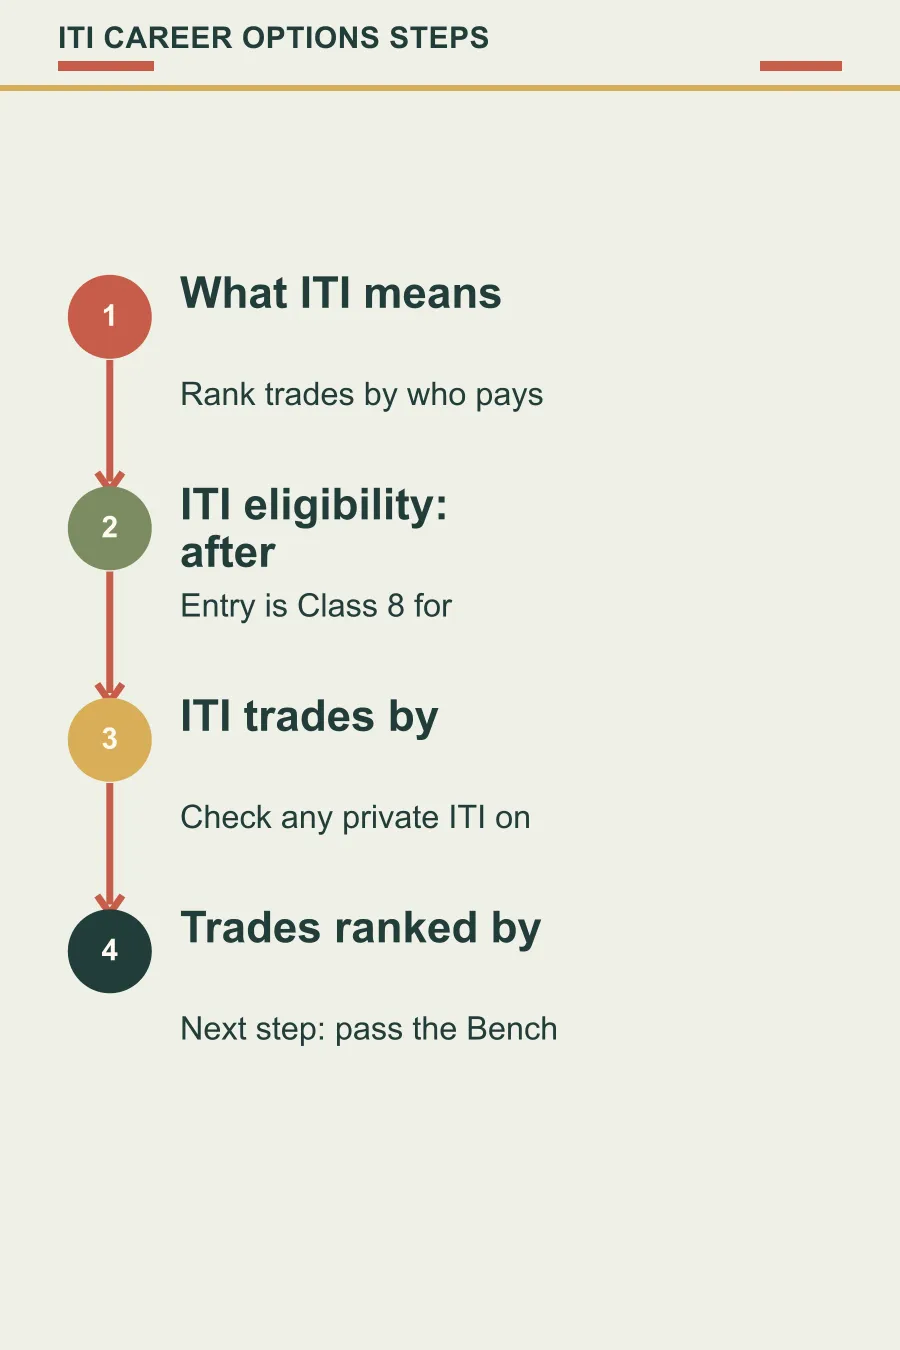 ITI CAREER OPTIONS STEPS
1
What ITI means
Rank trades by who pays
2
ITI eligibility:
after
Entry is Class 8 for
3
ITI trades by
Check any private ITI on
4
Trades ranked by
Next step: pass the Bench